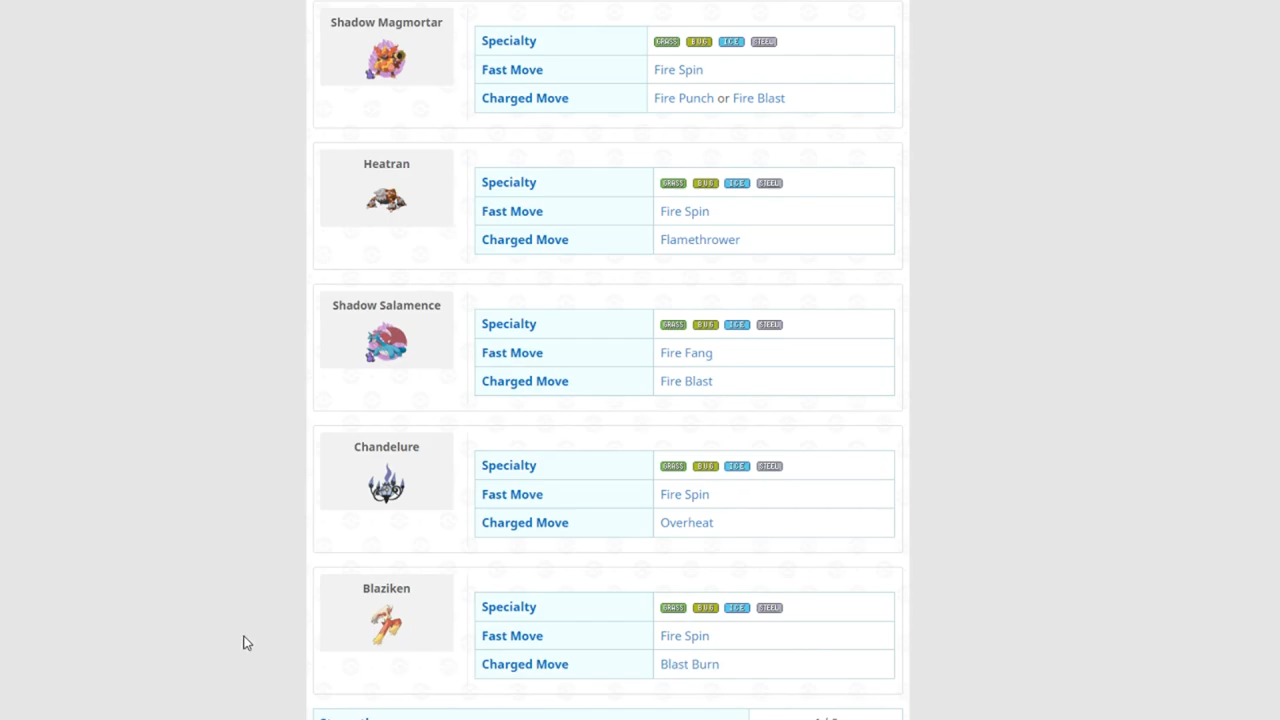 Shadow Magmortar
Specialty GRASS BUG ICE STEEL
Fast Move Fire Spin
Charged Move Fire Punch or Fire Blast
Heatran
Specialty GRASS BUG ICE STEEL
Fast Move Fire Spin
Charged Move Flamethrower
Shadow Salamence
Specialty GRASS BUG ICE STEEL
Fast Move Fire Fang
Charged Move Fire Blast
Chandelure
Specialty GRASS BUG ICE STEEL
Fast Move Fire Spin
Charged Move Overheat
Blaziken
Specialty GRASS BUG ICE STEEL
Fast Move Fire Spin
Charged Move Blast Burn